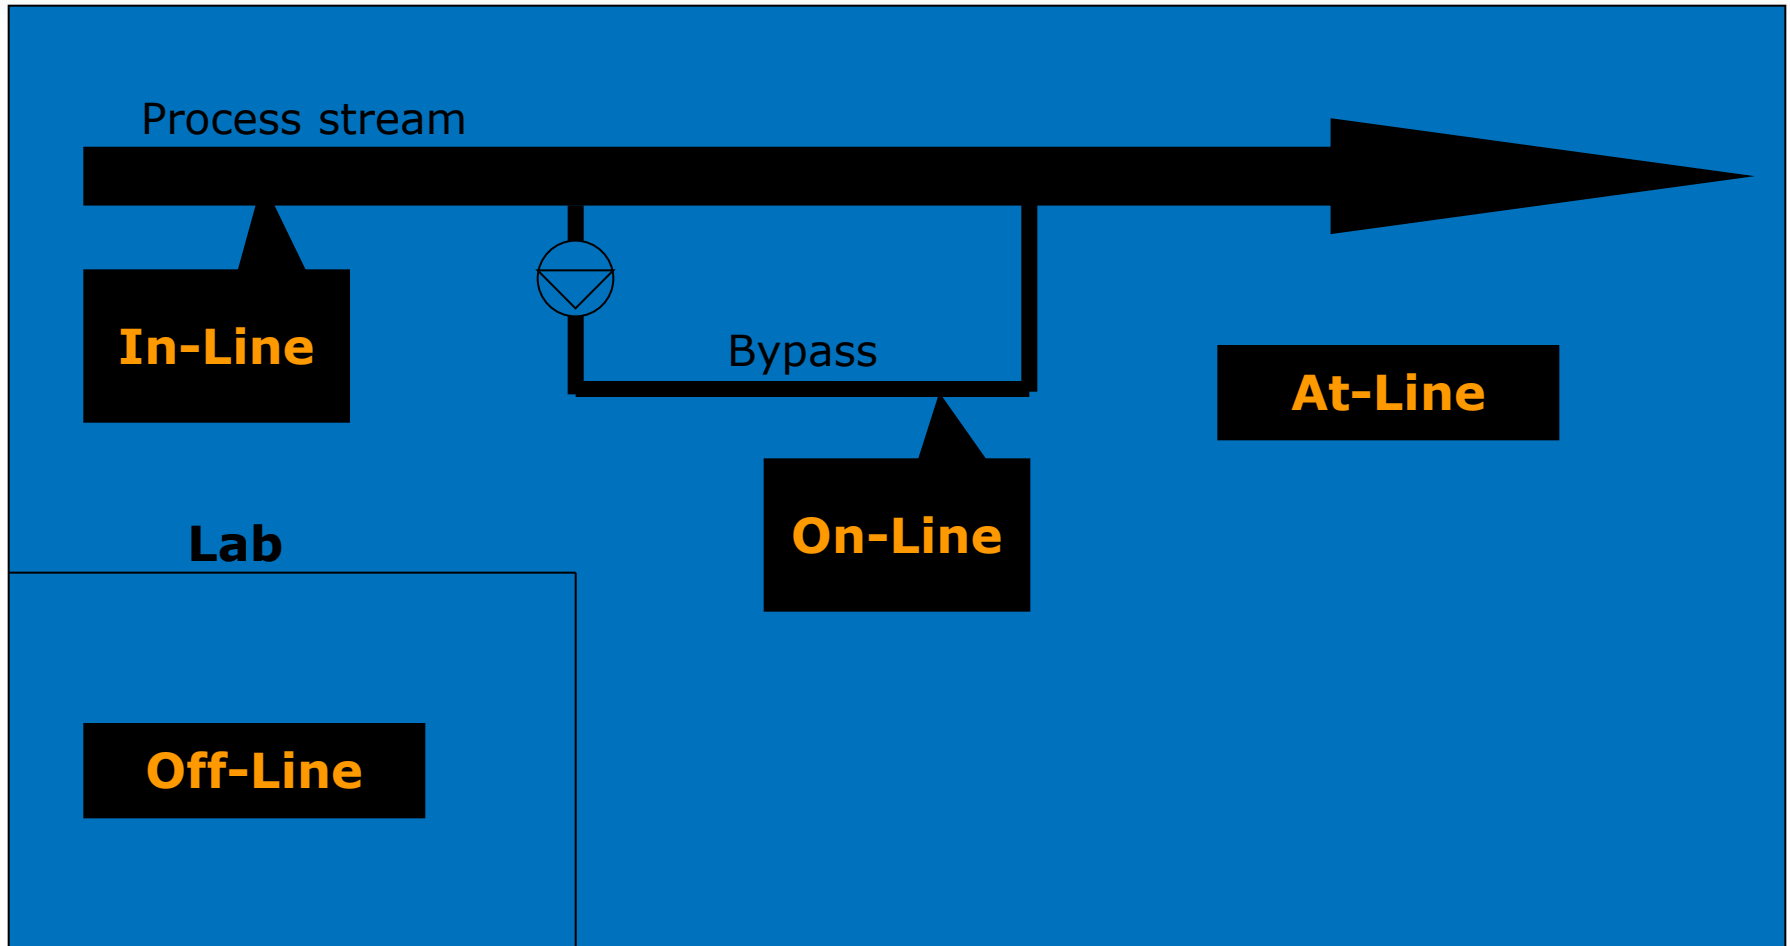 Process stream
In-Line
Bypass
At-Line
On-Line
Lab
Off-Line